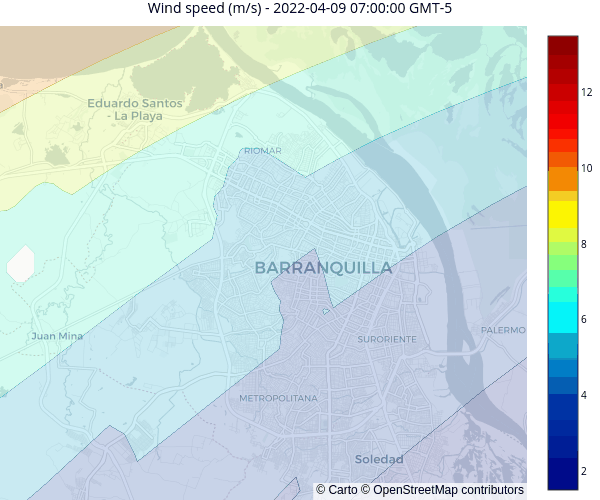 Wind speed (m/s) - 2022-04-09 07:00:00 GMT-5
Eduardo Santos
- La Playa
RIOMAR
BARRANQUILLA
Juan Mina
SURORIENTE
PALERMO
METROPOLITANA
Soledad
© Carto © OpenStreetMap contributors
12
10
8
6
4
2